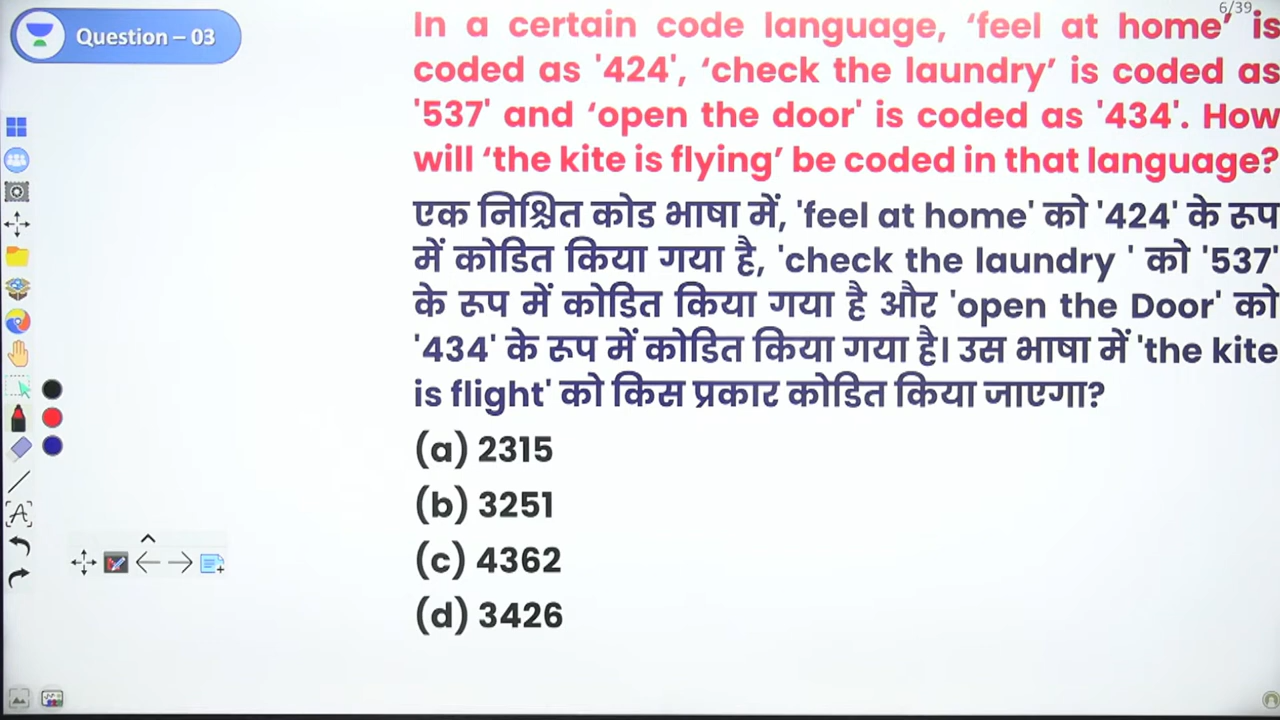 6/39
Question – 03
In a certain code language, ‘feel at home’ is
coded as '424', ‘check the laundry’ is coded as
'537' and ‘open the door' is coded as '434'. How
will ‘the kite is flying’ be coded in that language?
एक निश्चित कोड भाषा में, 'feel at home' को '424' के रूप
में कोडित किया गया है, 'check the laundry ' को '537'
के रूप में कोडित किया गया है और 'open the Door' को
'434' के रूप में कोडित किया गया है। उस भाषा में 'the kite
is flight' को किस प्रकार कोडित किया जाएगा?
(a) 2315
(b) 3251
(c) 4362
(d) 3426